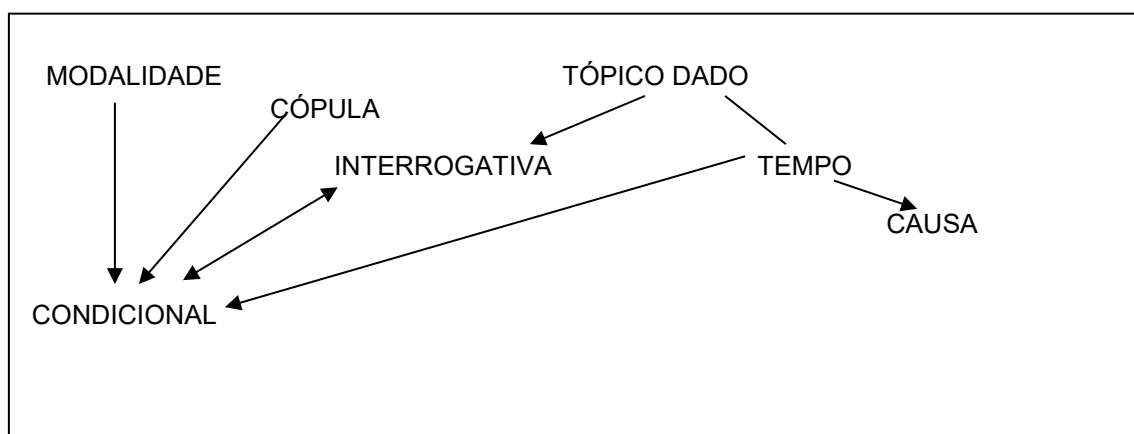 MODALIDADE
TÓPICO DADO
CÓPULA
INTERROGATIVA
TEMPO
CAUSA
CONDICIONAL